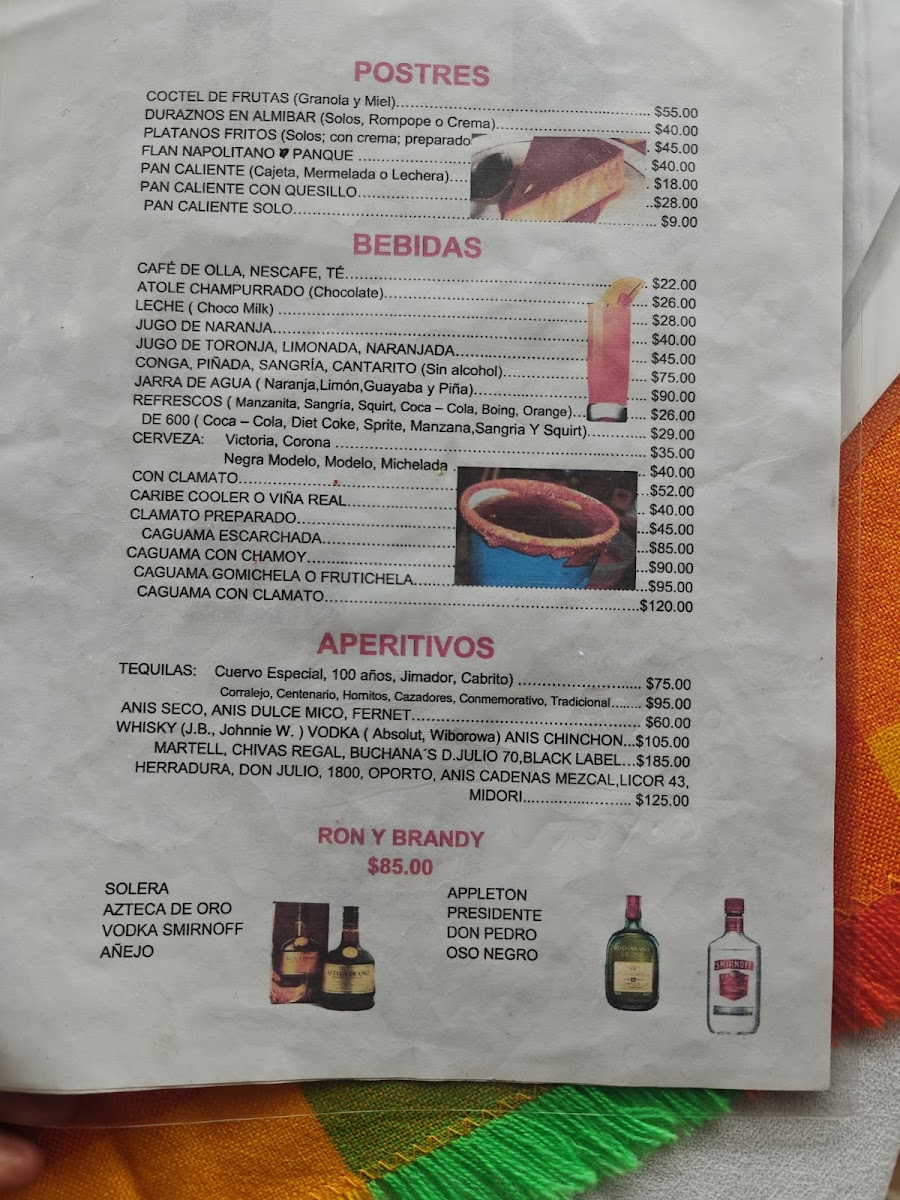 POSTRES
COCTEL DE FRUTAS (Granola y Miel)........ $55.00
DURAZNOS EN ALMIBAR (Solos, Rompope o Crema)........ $40.00
PLATANOS FRITOS (Solos; con crema; preparado $45.00
FLAN NAPOLITANO Y PANQUE ........ $40.00
PAN CALIENTE (Cajeta, Mermelada o Lechera).... $18.00
PAN CALIENTE CON QUESILLO........ $28.00
PAN CALIENTE SOLO........ $9.00
BEBIDAS
CAFÉ DE OLLA, NESCAFE, TÉ........ $22.00
ATOLE CHAMPURRADO (Chocolate)........ $26.00
LECHE ( Choco Milk) ........ $28.00
JUGO DE NARANJA........ $40.00
JUGO DE TORONJA, LIMONADA, NARANJADA........ $45.00
CONGA, PIÑADA, SANGRÍA, CANTARITO (Sin alcohol)........ $75.00
JARRA DE AGUA ( Naranja,Limón,Guayaba y Piña)........ $90.00
REFRESCOS ( Manzanita, Sangría, Squirt, Coca – Cola, Boing, Orange)... $26.00
DE 600 ( Coca – Cola, Diet Coke, Sprite, Manzana,Sangria Y Squirt)........ $29.00
CERVEZA: Victoria, Corona ........ $35.00
Negra Modelo, Modelo, Michelada . $40.00
CON CLAMATO........ $52.00
CARIBE COOLER O VIÑA REAL........ $40.00
CLAMATO PREPARADO........ $45.00
CAGUAMA ESCARCHADA........ $85.00
CAGUAMA CON CHAMOY........ $90.00
CAGUAMA GOMICHELA O FRUTICHELA........ $95.00
CAGUAMA CON CLAMATO........ $120.00
APERITIVOS
TEQUILAS: Cuervo Especial, 100 años, Jimador, Cabrito) ........ $75.00
Corralejo, Centenario, Hornitos, Cazadores, Conmemorativo, Tradicional........ $95.00
ANIS SECO, ANIS DULCE MICO, FERNET........ $60.00
WHISKY (J.B., Johnnie W. ) VODKA ( Absolut, Wiborowa) ANIS CHINCHON...$105.00
MARTELL, CHIVAS REGAL, BUCHANA´S D.JULIO 70,BLACK LABEL...$185.00
HERRADURA, DON JULIO, 1800, OPORTO, ANIS CADENAS MEZCAL,LICOR 43,
MIDORI........ $125.00
RON Y BRANDY
$85.00
SOLERA
AZTECA DE ORO
VODKA SMIRNOFF
AÑEJO
APPLETON
PRESIDENTE
DON PEDRO
OSO NEGRO
AZTECA DE ORO
SMIRNOFF